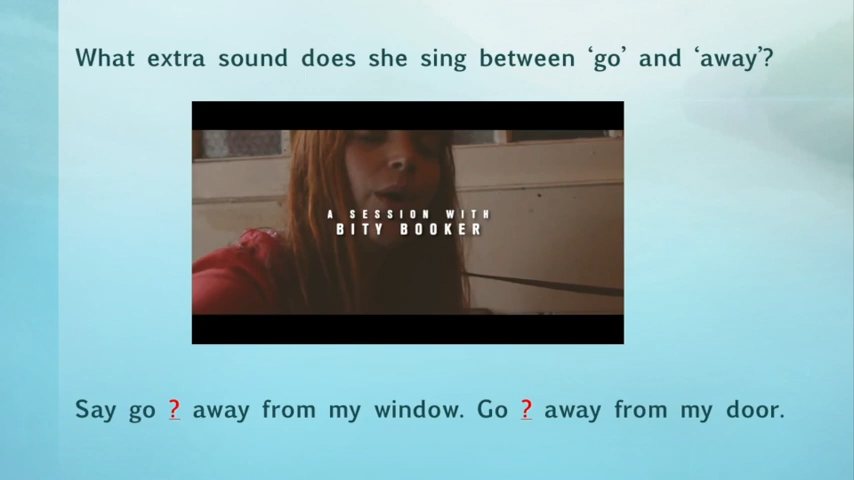 What extra sound does she sing between ‘go’ and ‘away’?
A SESSION WITH
BITY BOOKER
Say go ? away from my window. Go ? away from my door.